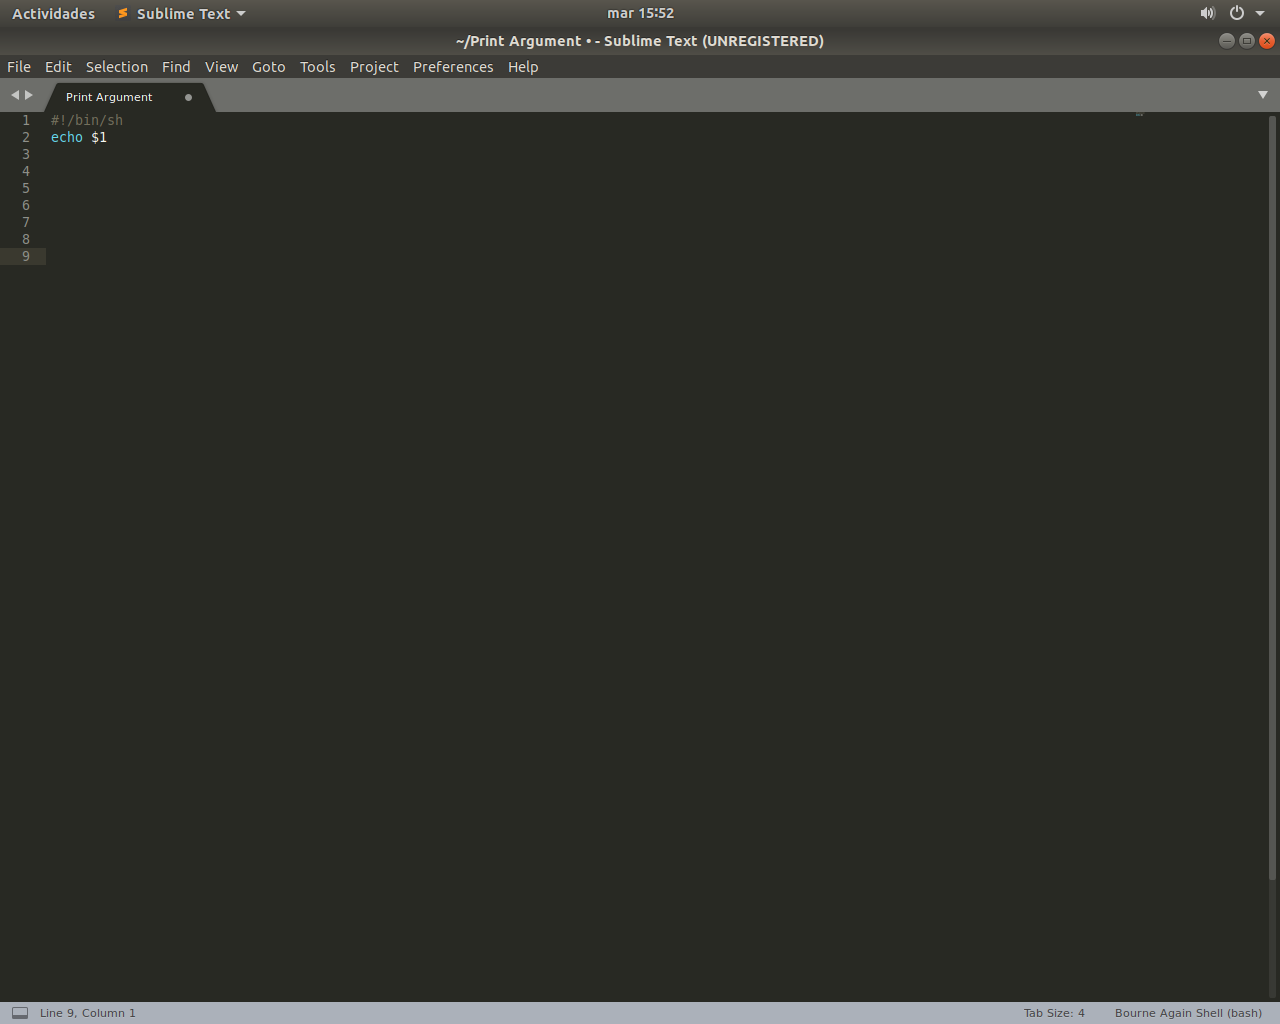 Actividades Sublime Text mar 15:52
~/Print Argument • - Sublime Text (UNREGISTERED)
File Edit Selection Find View Goto Tools Project Preferences Help
Print Argument
1 #!/bin/sh
2 echo $1
3
4
5
6
7
8
9
Line 9, Column 1 Tab Size: 4 Bourne Again Shell (bash)